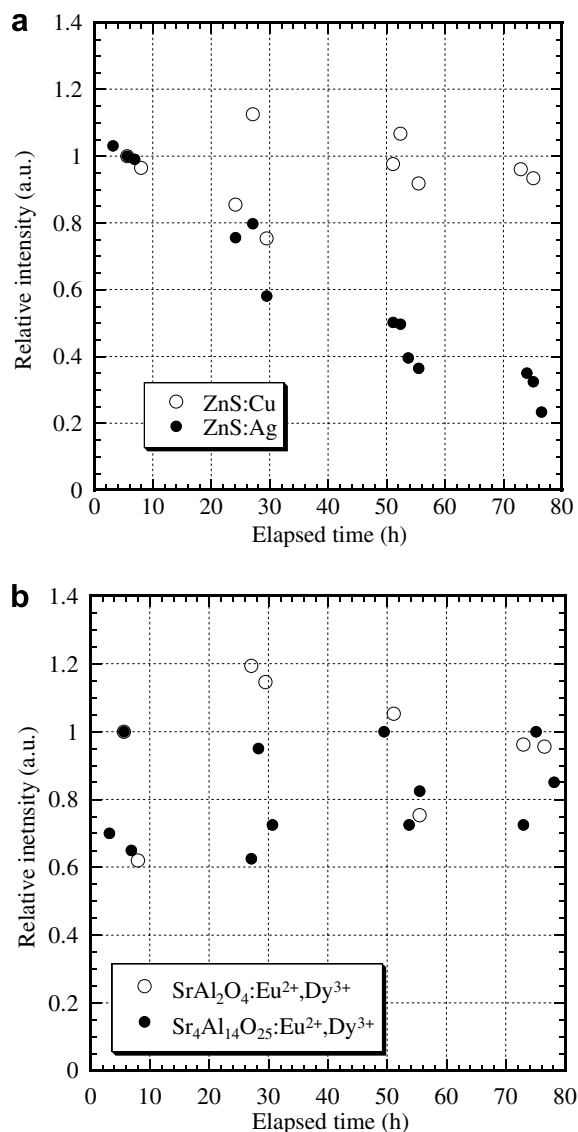 a
1.4
1.2
1
0.8
0.6
0.4
0.2
0
Relative intensity (a.u.)
ZnS:Cu
ZnS:Ag
0 10 20 30 40 50 60 70 80
Elapsed time (h)
b
1.4
1.2
1
0.8
0.6
0.4
0.2
0
Relative inetnsity (a.u.)
SrAl₂O₄:Eu²⁺,Dy³⁺
Sr₄Al₁₄O₂₅:Eu²⁺,Dy³⁺
0 10 20 30 40 50 60 70 80
Elapsed time (h)